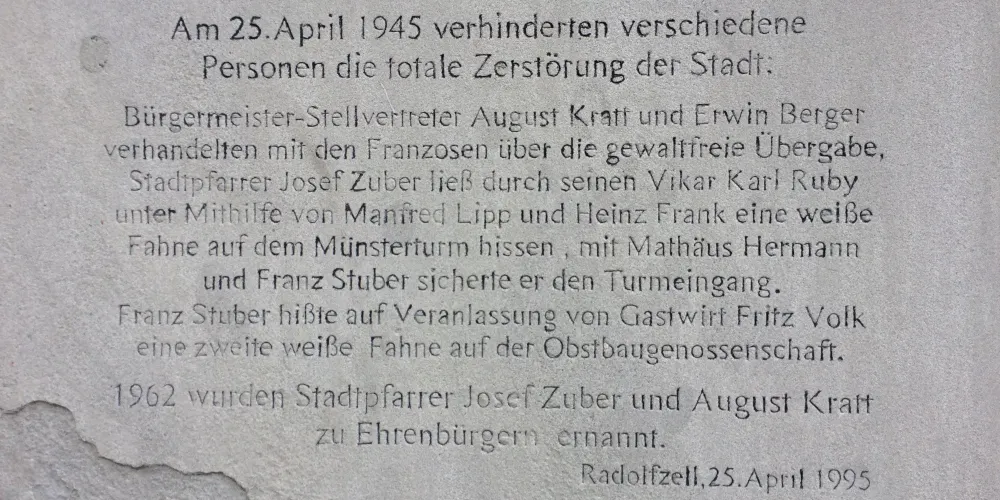 Am 25. April 1945 verhinderten verschiedene
Personen die totale Zerstörung der Stadt:
Bürgermeister-Stellvertreter August Kratt und Erwin Berger
verhandelten mit den Franzosen über die gewaltfreie Übergabe,
Stadtpfarrer Josef Zuber ließ durch seinen Vikar Karl Ruby
unter Mithilfe von Manfred Lipp und Heinz Frank eine weiße
Fahne auf dem Münsterturm hissen , mit Mathäus Hermann
und Franz Stuber sicherte er den Turmeingang.
Franz Stuber hißte auf Veranlassung von Gastwirt Fritz Volk
eine zweite weiße Fahne auf der Obstbaugenossenschaft.
1962 wurden Stadtpfarrer Josef Zuber und August Kratt
zu Ehrenbürgern ernannt.
Radolfzell, 25. April 1995